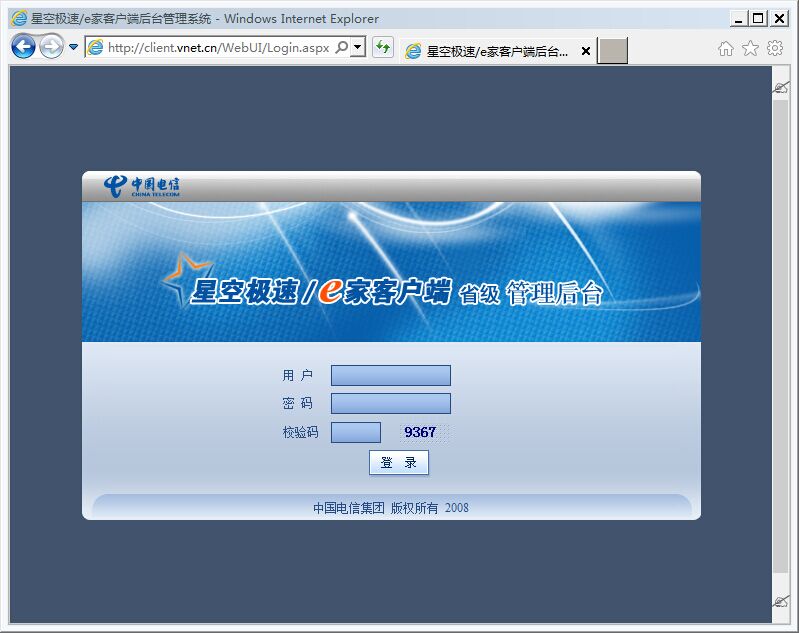 星空极速/e家客户端后台管理系统 - Windows Internet Explorer
http://client.vnet.cn/WebUI/Login.aspx
星空极速/e家客户端后台...
中国电信
CHINA TELECOM
星空极速/e家客户端 省级 管理后台
用 户
密 码
校验码 9367
登 录
中国电信集团 版权所有 2008